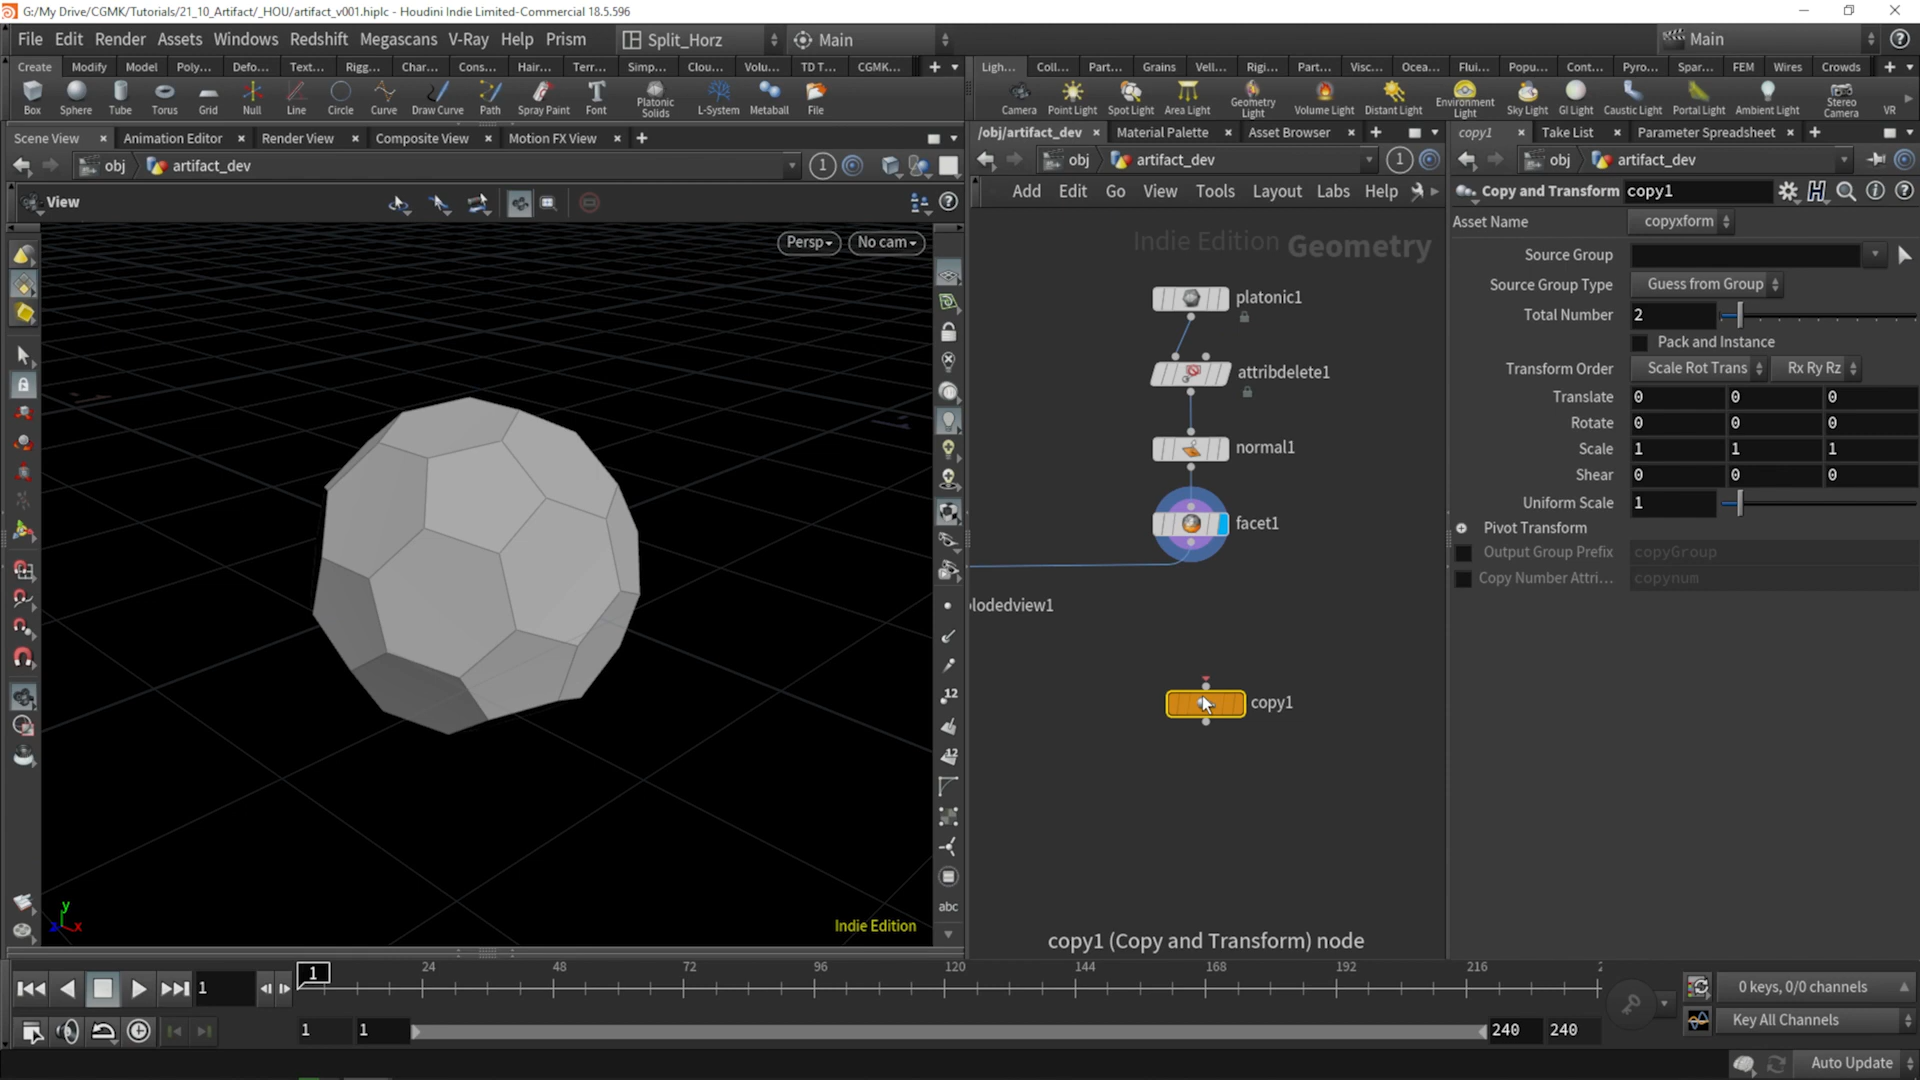 G:/My Drive/CGMK/Tutorials/21_10_Artifact/_HOU/artifact_v001.hiplc - Houdini Indie Limited-Commercial 18.5.596
File Edit Render Assets Windows Redshift Megascans V-Ray Help Prism Split_Horz Main Main
Create Modify Model Poly... Defo... Text... Rigg... Char... Cons... Hair... Terr... Simp... Clou... Volu... TD T... CGMK...
Ligh... Coll... Part... Grains Vell... Rigi... Part... Visc... Ocea... Flui... Popu... Cont... Pyro... Spar... FEM Wires Crowds
Box Sphere Tube Torus Grid Null Line Circle Curve Draw Curve Path Spray Paint Font Platonic Solids L-System Metaball File
Camera Point Light Spot Light Area Light Geometry Light Volume Light Distant Light Environment Light Sky Light GI Light Caustic Light Portal Light Ambient Light Stereo Camera VR
Scene View Animation Editor Render View Composite View Motion FX View
/obj/artifact_dev Material Palette Asset Browser
copy1 Take List Parameter Spreadsheet
obj artifact_dev 1
obj artifact_dev 1
obj artifact_dev
View
Persp No cam
Indie Edition
Add Edit Go View Tools Layout Labs Help
Indie Edition Geometry
platonic1
attribdelete1
normal1
facet1
lodedview1
copy1
copy1 (Copy and Transform) node
Copy and Transform copy1
Asset Name copyxform
Source Group
Source Group Type Guess from Group
Total Number 2
Pack and Instance
Transform Order Scale Rot Trans Rx Ry Rz
Translate 0 0 0
Rotate 0 0 0
Scale 1 1 1
Shear 0 0 0
Uniform Scale 1
Pivot Transform
Output Group Prefix copyGroup
Copy Number Attri... copynum
12
12
abc
y
x
1 1 24 48 72 96 120 144 168 192 216 2
0 keys, 0/0 channels
1 1 240 240
Key All Channels
Auto Update